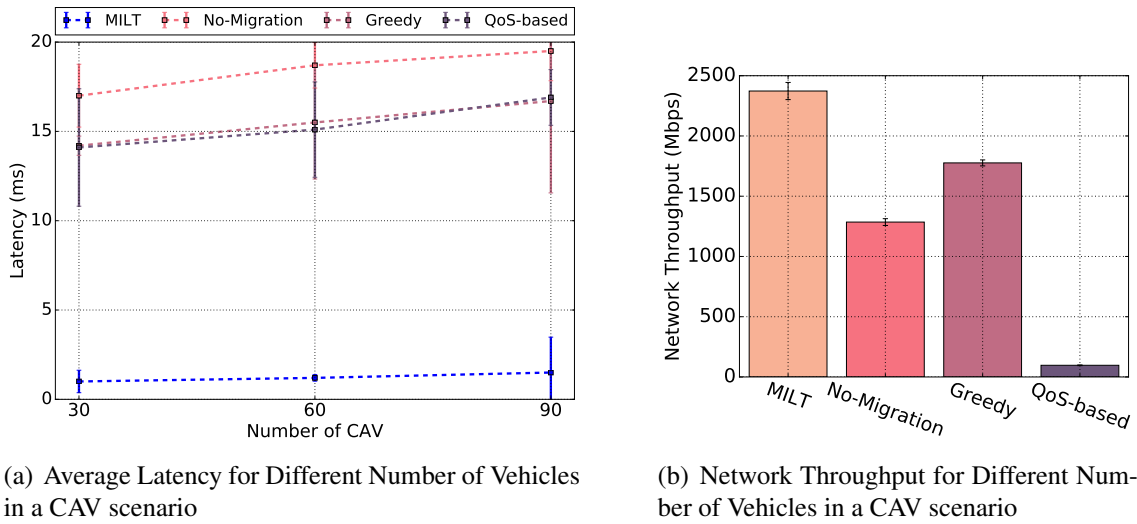 MILT No-Migration Greedy QoS-based
20
15
10
5
0
Latency (ms)
30 60 90
Number of CAV
(a) Average Latency for Different Number of Vehicles
in a CAV scenario
2500
2000
1500
1000
500
0
Network Throughput (Mbps)
MILT No-Migration Greedy QoS-based
(b) Network Throughput for Different Num-
ber of Vehicles in a CAV scenario